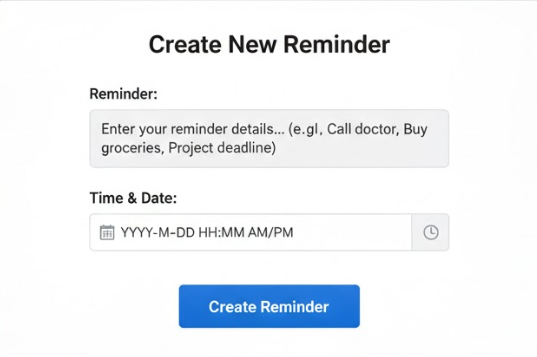 Create New Reminder
Reminder:
Enter your reminder details... (e.gl, Call doctor, Buy
groceries, Project deadline)
Time & Date:
YYYY-M-DD HH:MM AM/PM
Create Reminder